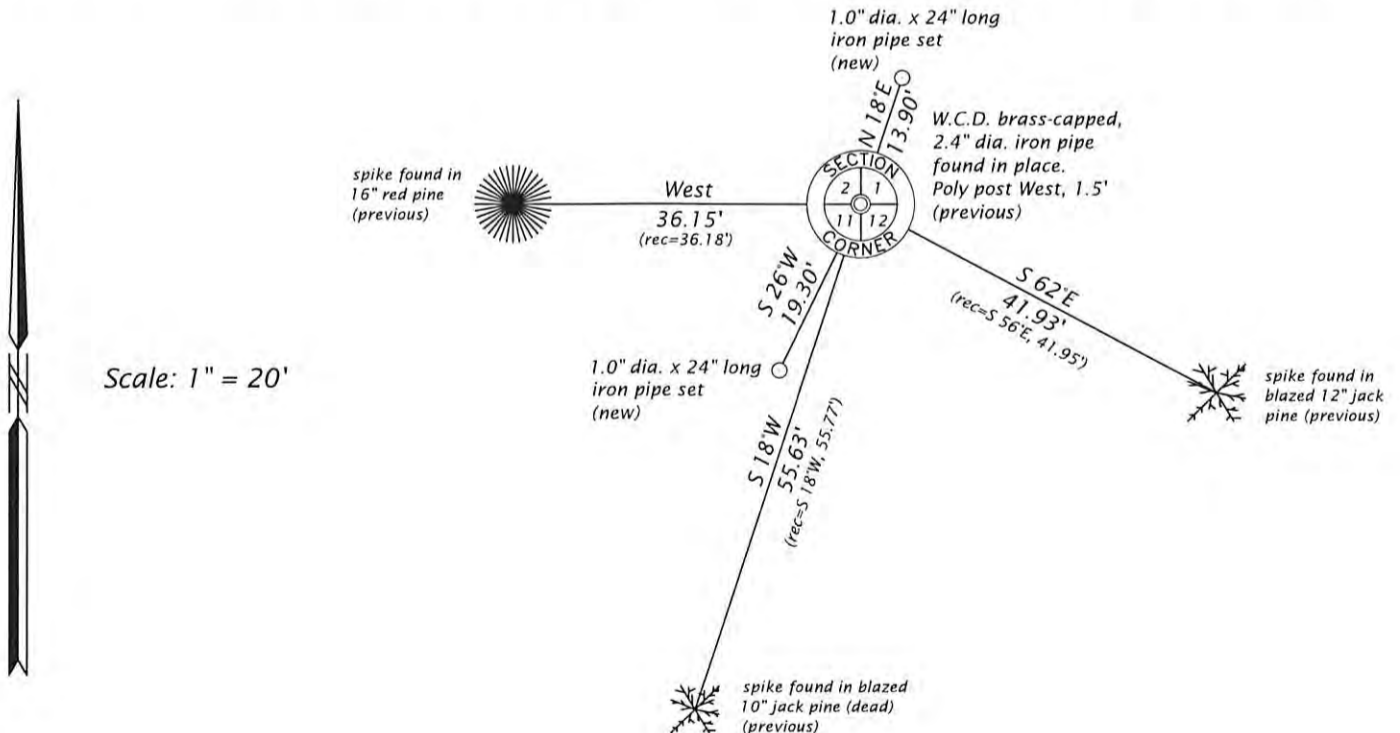 1.0" dia. x 24" long
iron pipe set
(new)
N 18°E
13.90'
W.C.D. brass-capped,
2.4" dia. iron pipe
found in place.
Poly post West, 1.5'
(previous)
spike found in
16" red pine
(previous)
West
36.15'
(rec=36.18')
SECTION
2 1
11 12
CORNER
S 26°W
19.30'
S 62°E
41.93'
(rec=S 56°E, 41.95')
Scale: 1" = 20'
1.0" dia. x 24" long
iron pipe set
(new)
spike found in
blazed 12" jack
pine (previous)
S 18°W
55.63'
(rec=S 18°W, 55.77')
spike found in blazed
10" jack pine (dead)
(previous)